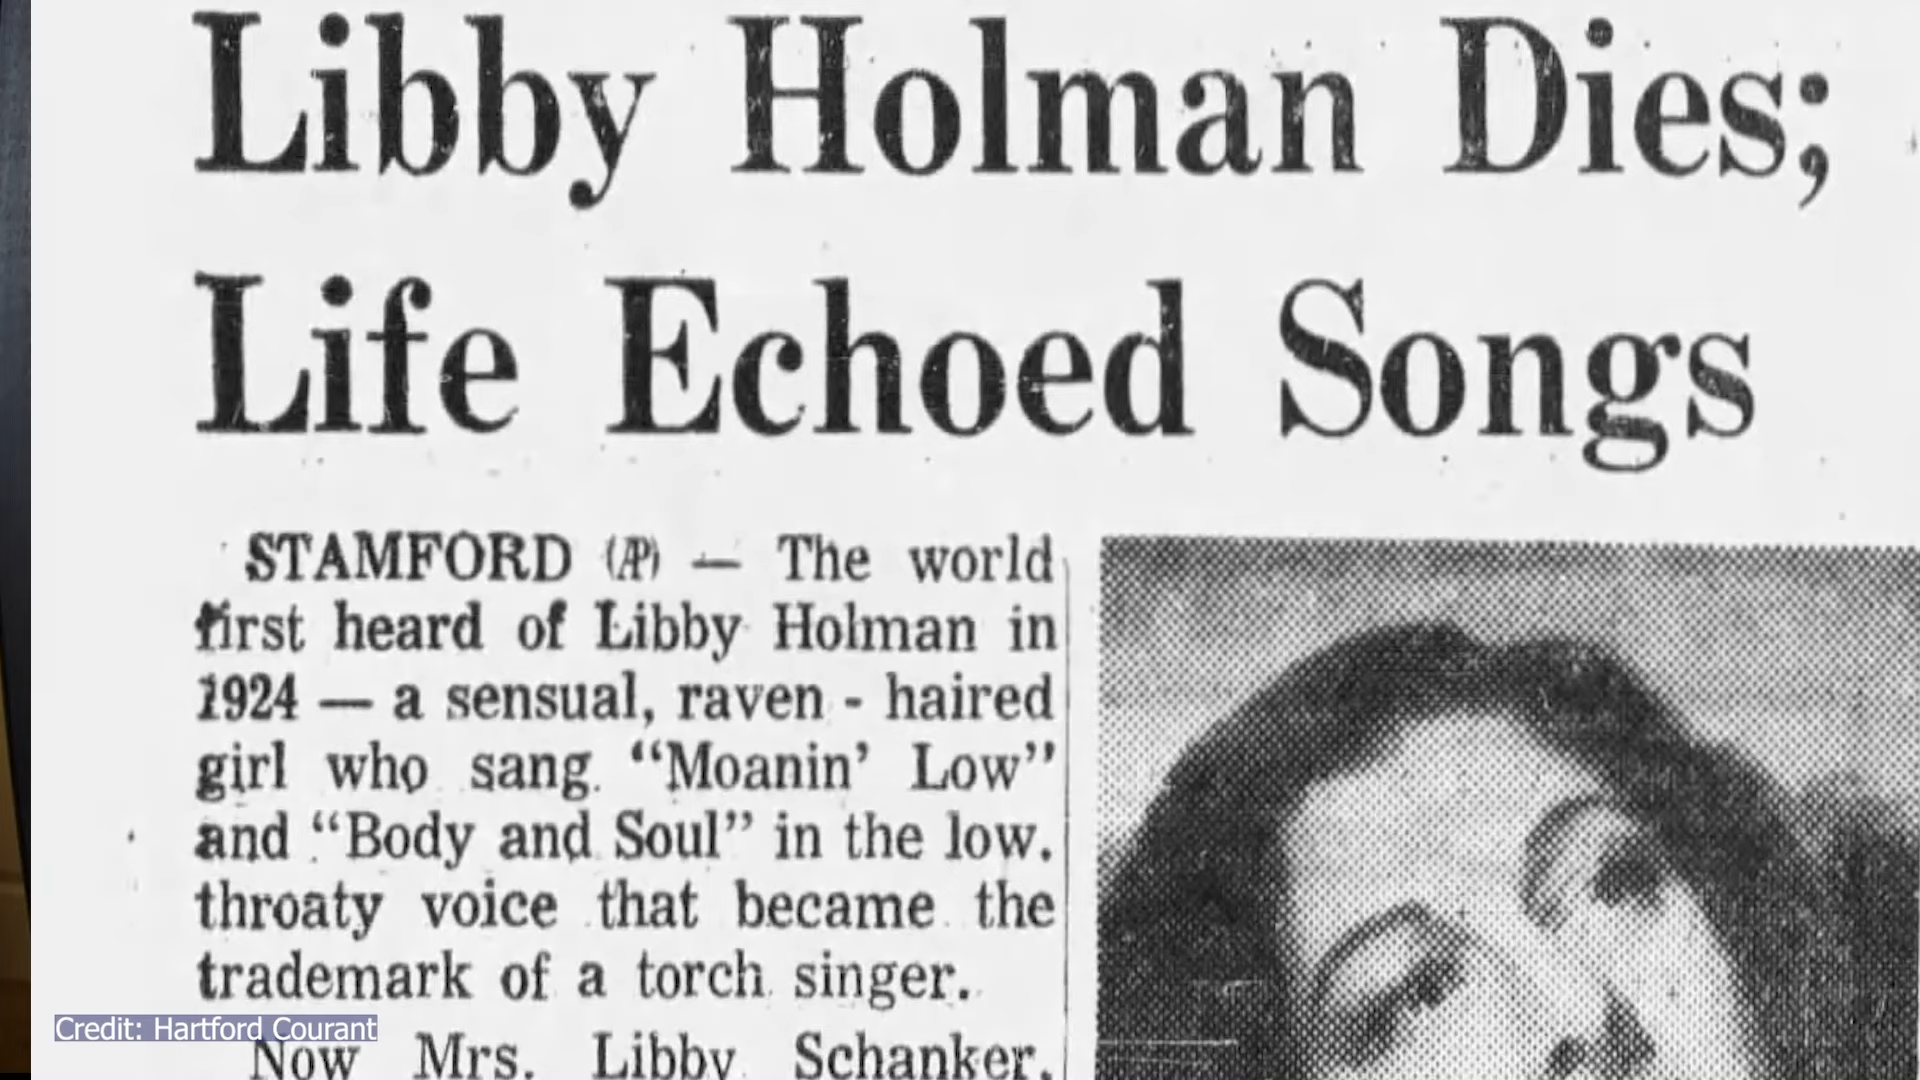 Libby Holman Dies;
Life Echoed Songs
STAMFORD (AP) — The world
first heard of Libby Holman in
1924 — a sensual, raven - haired
girl who sang "Moanin' Low"
and "Body and Soul" in the low.
throaty voice that became the
trademark of a torch singer.
Now Mrs. Libby Schanker,
Credit: Hartford Courant